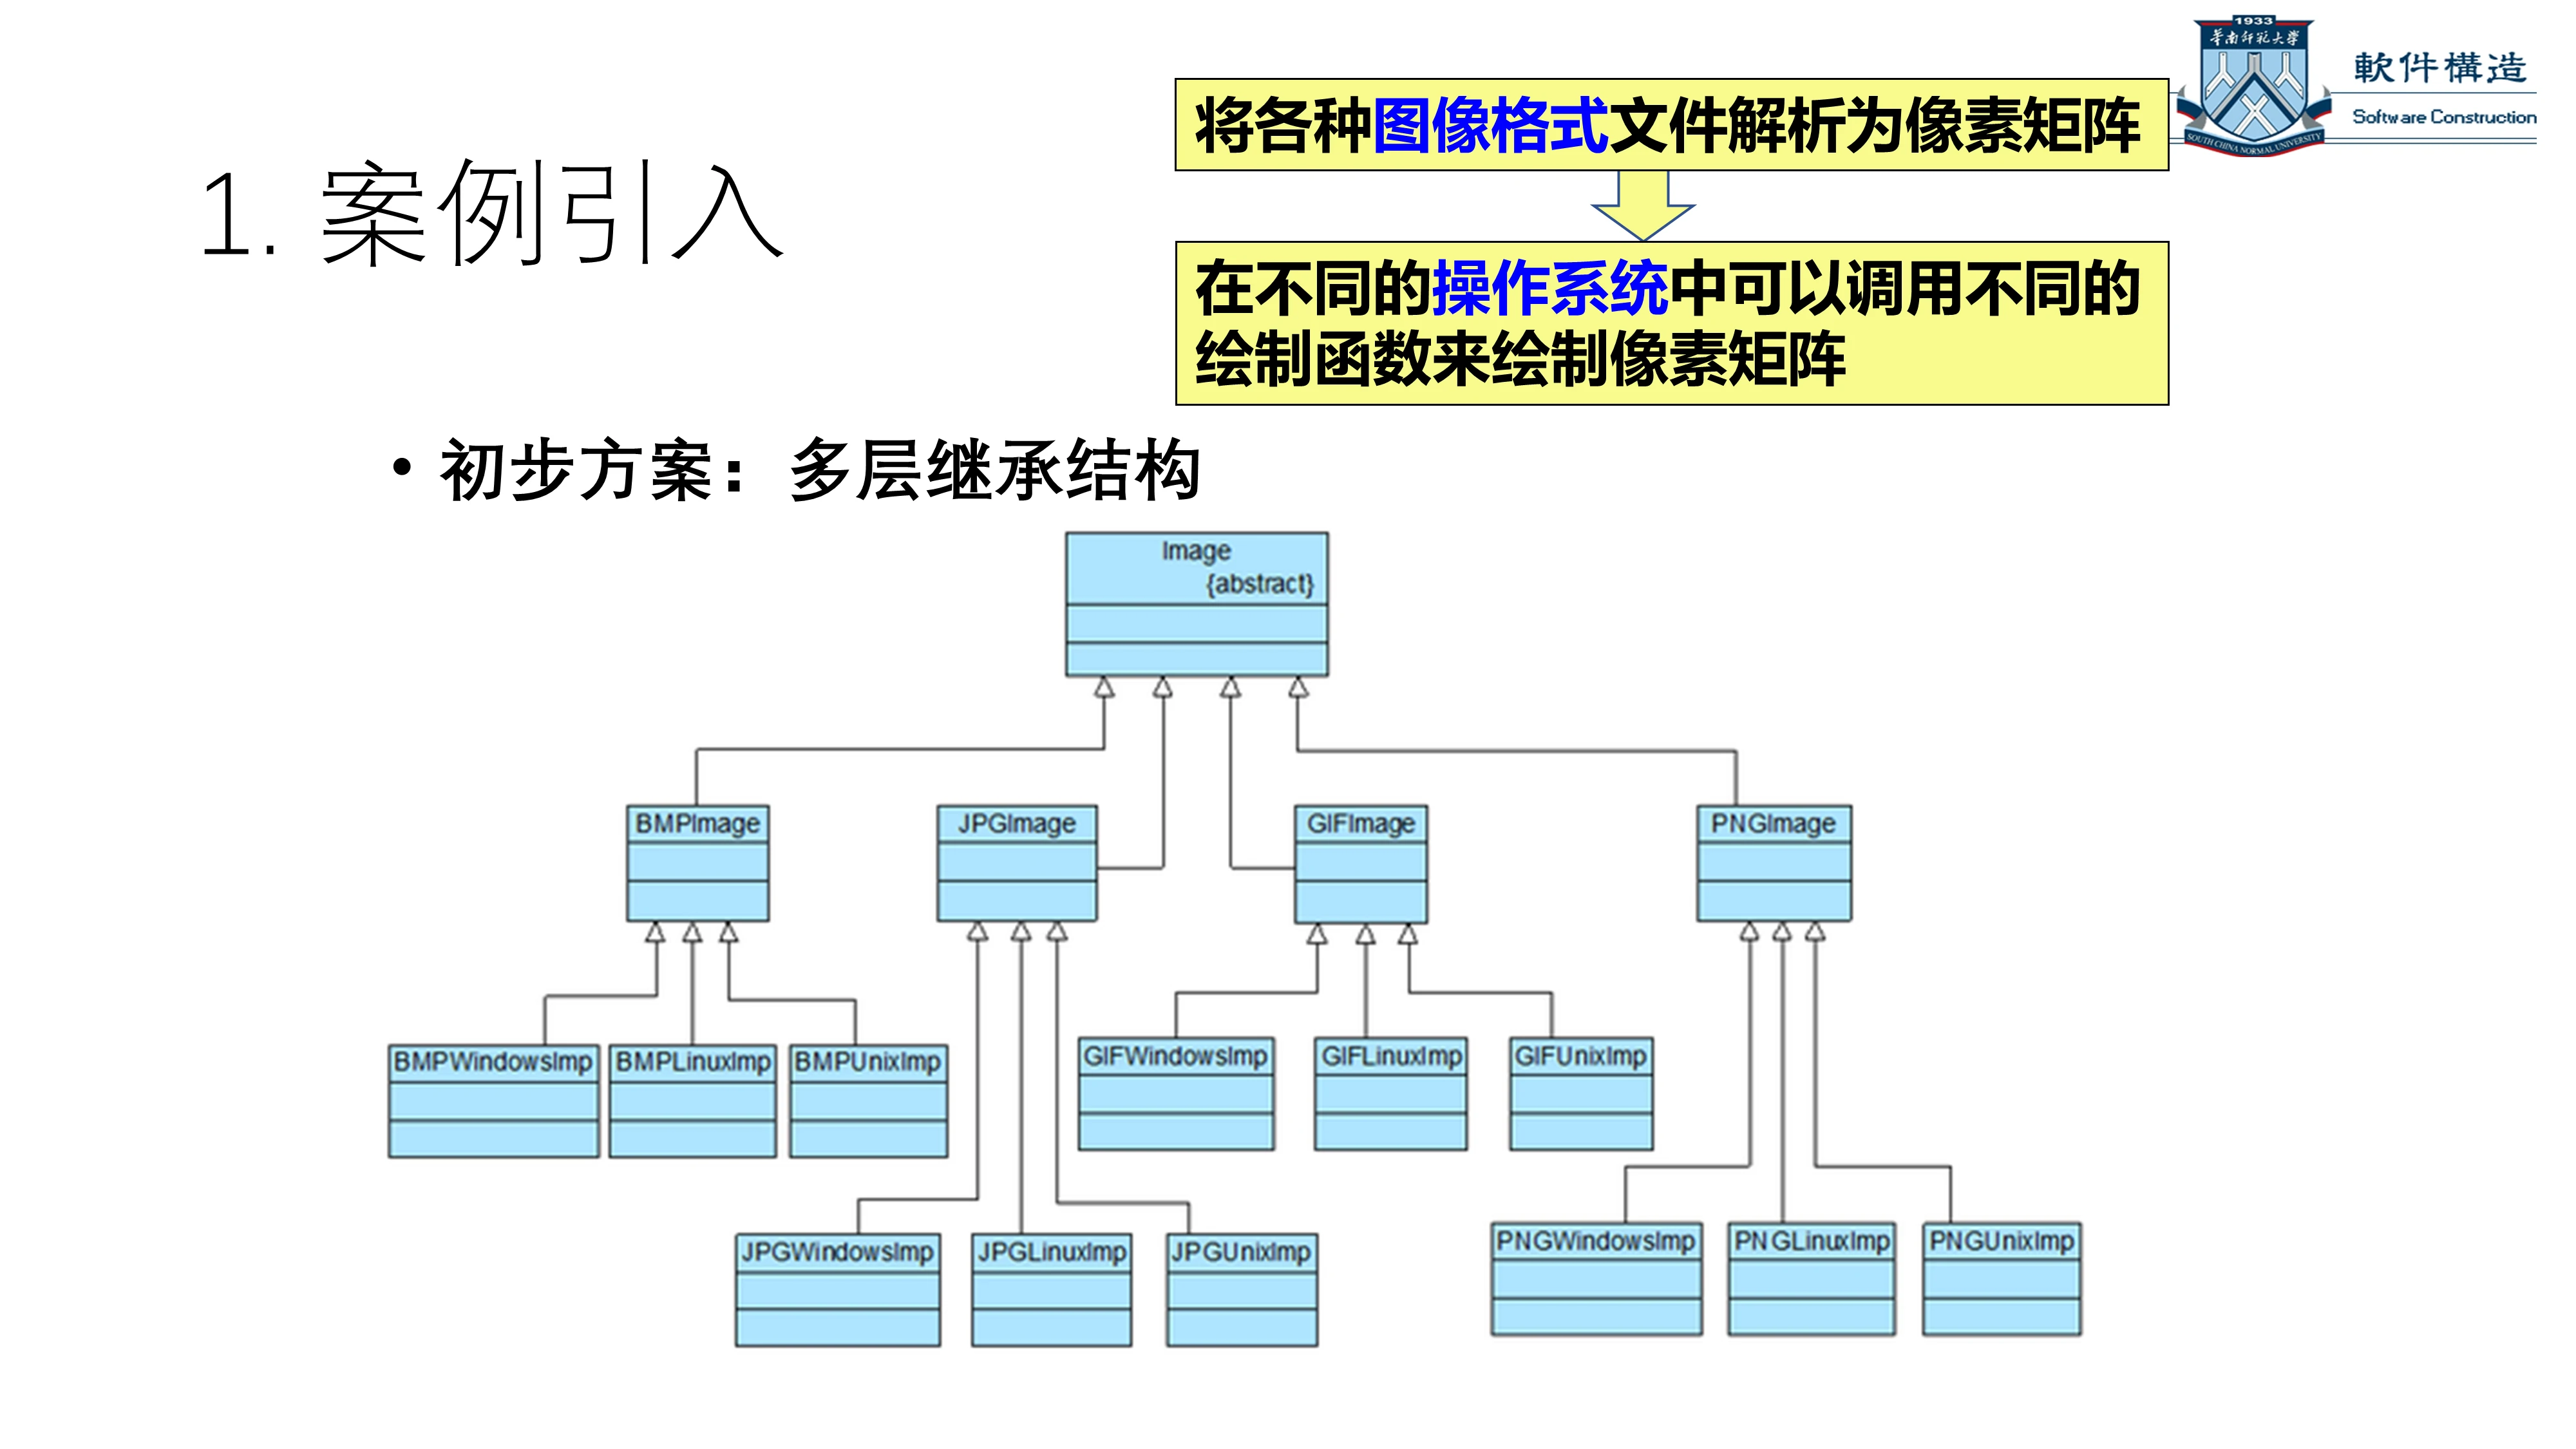 1933
华南师范大学
SOUTH CHINA NORMAL UNIVERSITY
軟件構造
Software Construction
将各种图像格式文件解析为像素矩阵
1. 案例引入
在不同的操作系统中可以调用不同的
绘制函数来绘制像素矩阵
• 初步方案：多层继承结构
Image
{abstract}
BMPImage
JPGImage
GIFImage
PNGImage
BMPWindowsImp
BMPLinuxImp
BMPUnixImp
GIFWindowsImp
GIFLinuxImp
GIFUnixImp
JPGWindowsImp
JPGLinuxImp
JPGUnixImp
PNGWindowsImp
PNGLinuxImp
PNGUnixImp